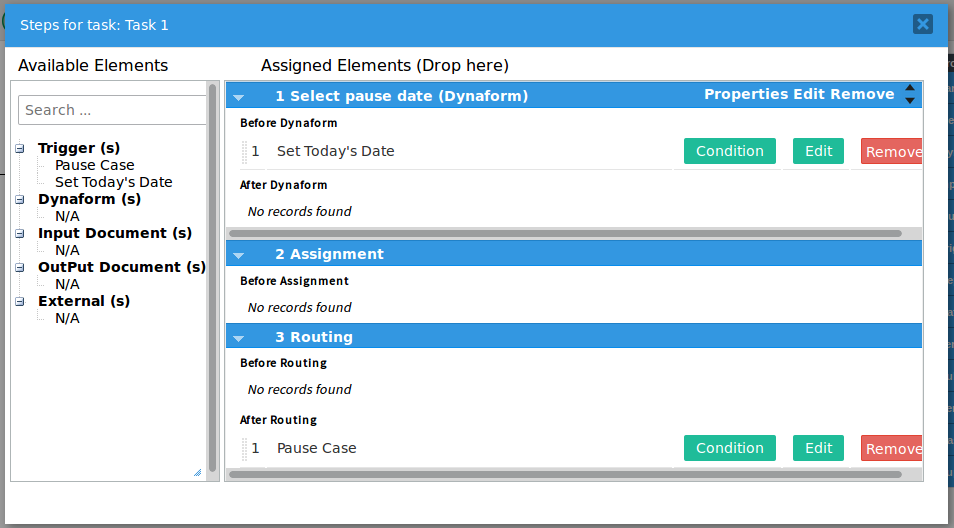 Steps for task: Task 1
Available Elements
Assigned Elements (Drop here)
Search ...
Trigger (s)
Pause Case
Set Today's Date
Dynaform (s)
N/A
Input Document (s)
N/A
OutPut Document (s)
N/A
External (s)
N/A
1 Select pause date (Dynaform) Properties Edit Remove
Before Dynaform
1 Set Today's Date Condition Edit Remove
After Dynaform
No records found
2 Assignment
Before Assignment
No records found
3 Routing
Before Routing
No records found
After Routing
1 Pause Case Condition Edit Remove